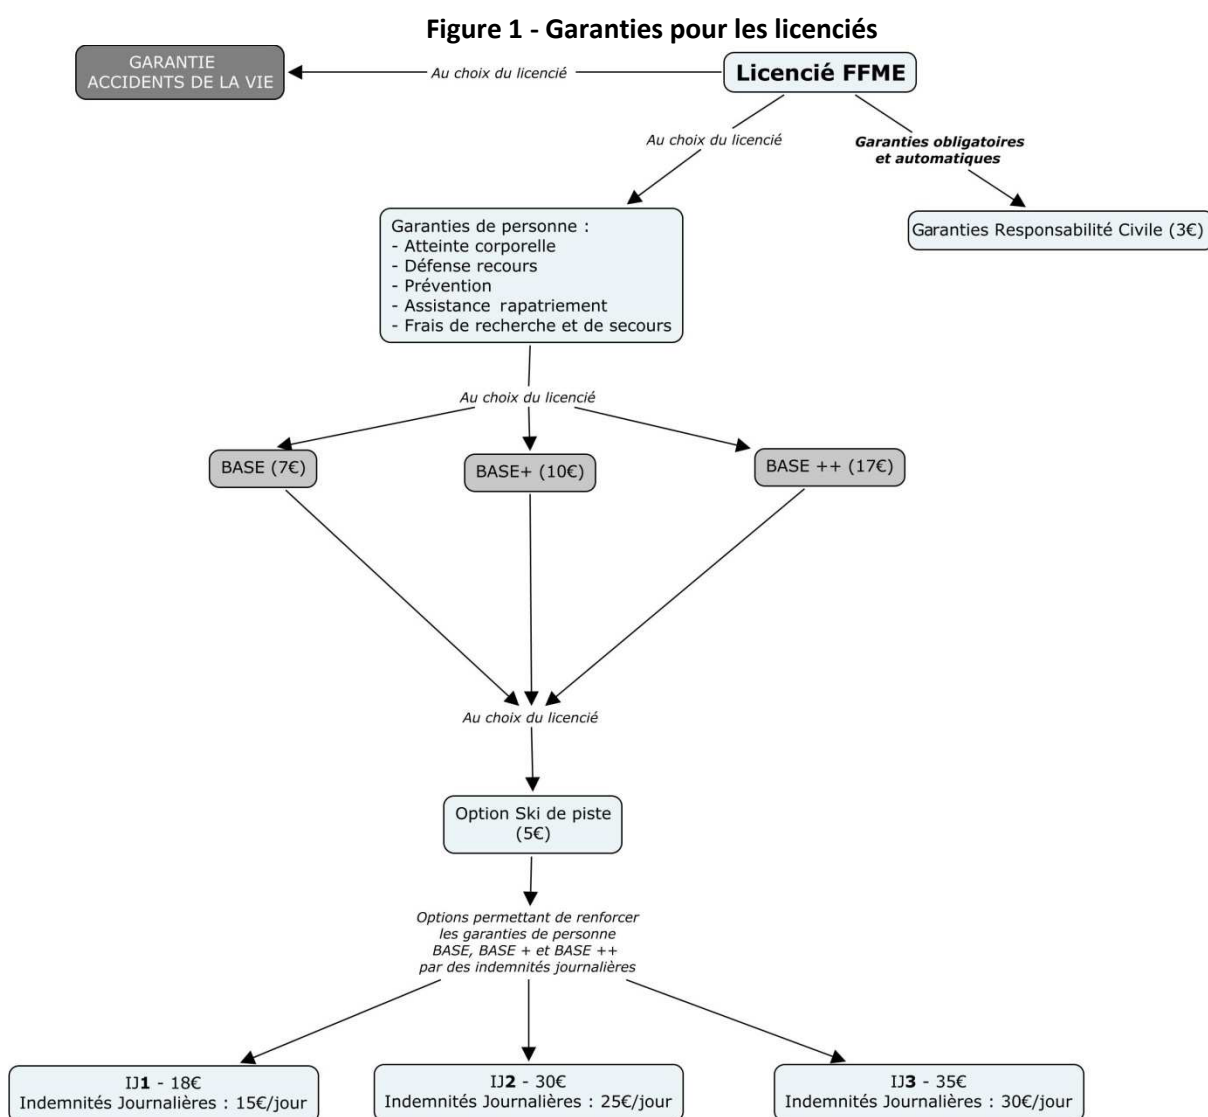 Figure 1 - Garanties pour les licenciés
GARANTIE
ACCIDENTS DE LA VIE
Au choix du licencié
Licencié FFME
Au choix du licencié
Garanties obligatoires
et automatiques
Garanties de personne :
- Atteinte corporelle
- Défense recours
- Prévention
- Assistance rapatriement
- Frais de recherche et de secours
Garanties Responsabilité Civile (3€)
Au choix du licencié
BASE (7€)
BASE+ (10€)
BASE ++ (17€)
Au choix du licencié
Option Ski de piste
(5€)
Options permettant de renforcer
les garanties de personne
BASE, BASE + et BASE ++
par des indemnités journalières
IJ1 - 18€
Indemnités Journalières : 15€/jour
IJ2 - 30€
Indemnités Journalières : 25€/jour
IJ3 - 35€
Indemnités Journalières : 30€/jour